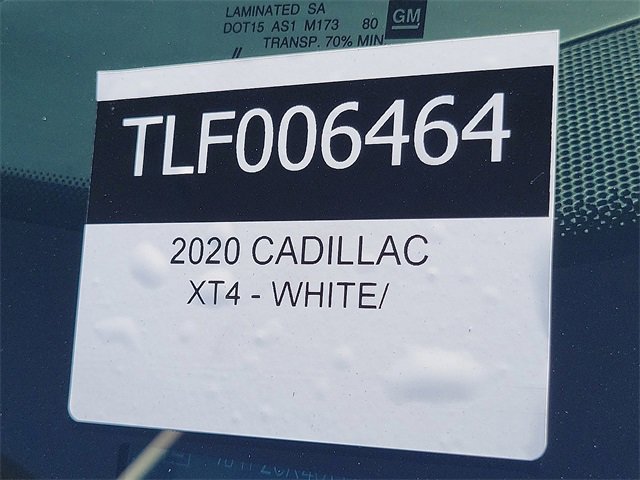 LAMINATED SA
DOT15 AS1 M173 80 GM
// TRANSP. 70% MIN.
TLF006464
2020 CADILLAC
XT4 - WHITE/